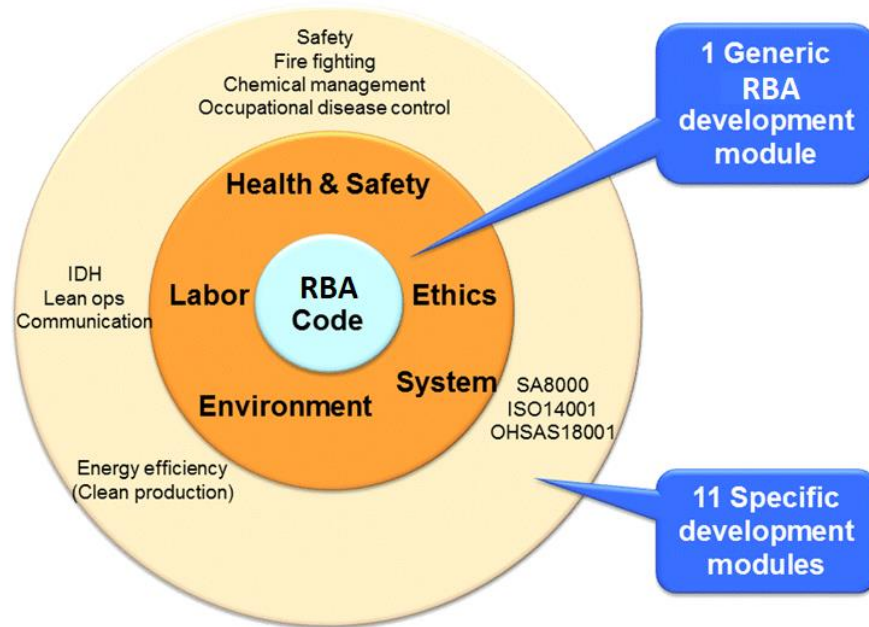 Safety
Fire fighting
Chemical management
Occupational disease control
1 Generic
RBA
development
module
Health & Safety
IDH
Lean ops
Communication
Labor
RBA
Code
Ethics
System
Environment
SA8000
ISO14001
OHSAS18001
Energy efficiency
(Clean production)
11 Specific
development
modules